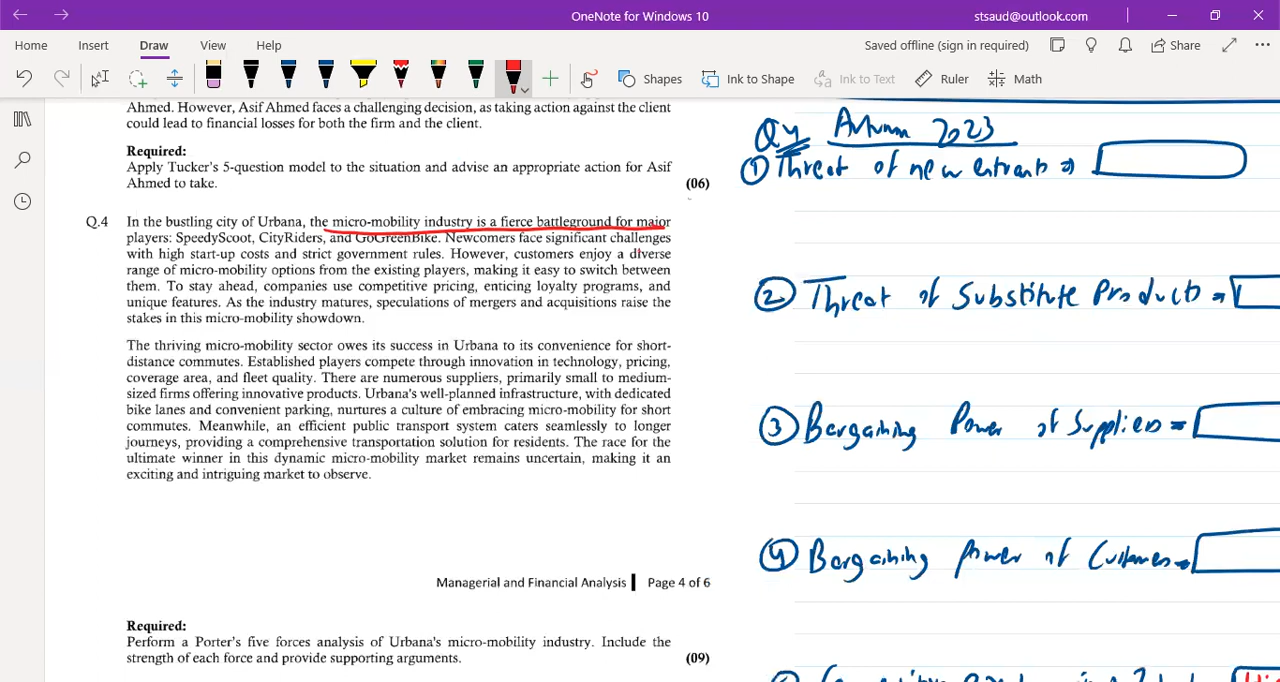 OneNote for Windows 10
stsaud@outlook.com
Home Insert Draw View Help
Saved offline (sign in required) Share
Shapes Ink to Shape Ink to Text Ruler Math
Ahmed. However, Asif Ahmed faces a challenging decision, as taking action against the client
could lead to financial losses for both the firm and the client.
Required:
Apply Tucker's 5-question model to the situation and advise an appropriate action for Asif
Ahmed to take. (06)
Q.4 In the bustling city of Urbana, the micro-mobility industry is a fierce battleground for major
players: SpeedyScoot, CityRiders, and GoGreenBike. Newcomers face significant challenges
with high start-up costs and strict government rules. However, customers enjoy a diverse
range of micro-mobility options from the existing players, making it easy to switch between
them. To stay ahead, companies use competitive pricing, enticing loyalty programs, and
unique features. As the industry matures, speculations of mergers and acquisitions raise the
stakes in this micro-mobility showdown.
The thriving micro-mobility sector owes its success in Urbana to its convenience for short-
distance commutes. Established players compete through innovation in technology, pricing,
coverage area, and fleet quality. There are numerous suppliers, primarily small to medium-
sized firms offering innovative products. Urbana's well-planned infrastructure, with dedicated
bike lanes and convenient parking, nurtures a culture of embracing micro-mobility for short
commutes. Meanwhile, an efficient public transport system caters seamlessly to longer
journeys, providing a comprehensive transportation solution for residents. The race for the
ultimate winner in this dynamic micro-mobility market remains uncertain, making it an
exciting and intriguing market to observe.
Managerial and Financial Analysis Page 4 of 6
Required:
Perform a Porter's five forces analysis of Urbana's micro-mobility industry. Include the
strength of each force and provide supporting arguments. (09)
Q4 Autumn 2023
① Threat of new entrants ⇒
② Threat of Substitute Products ⇒
③ Bargaining Power of Suppliers =
④ Bargaining Power of Customers